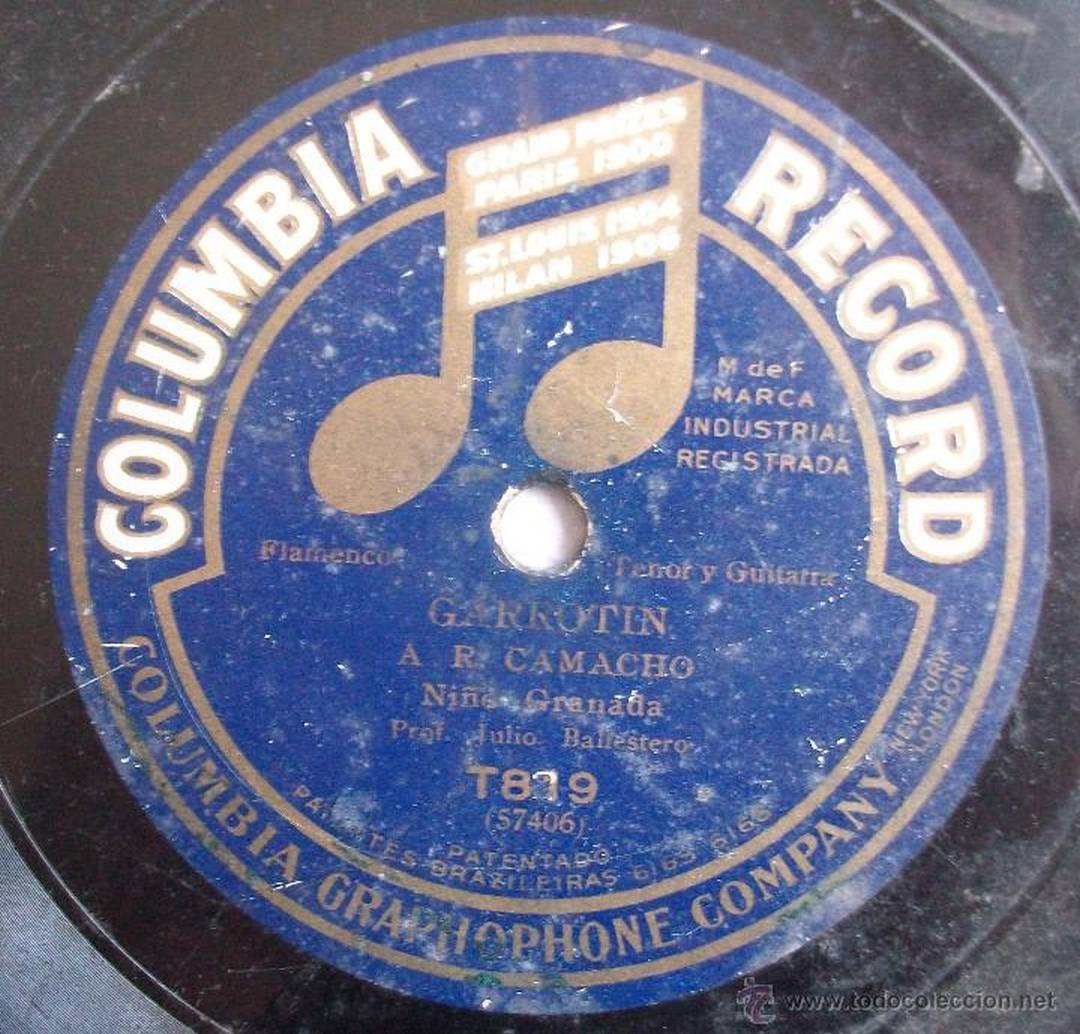 COLUMBIA RECORD
GRAND PRIZES
PARIS 1900
ST. LOUIS 1904
MILAN 1906
M de F
MARCA
INDUSTRIAL
REGISTRADA
Flamenco
Tenor y Guitarra
GARROTIN
A R. CAMACHO
Niño Granada
Prof. Julio Ballestero
T819
(57406)
PATENTADO
PATENTES BRAZILEIRAS 6163 6166
COLUMBIA GRAPHOPHONE COMPANY
NEW YORK
LONDON
www.todocoleccion.net